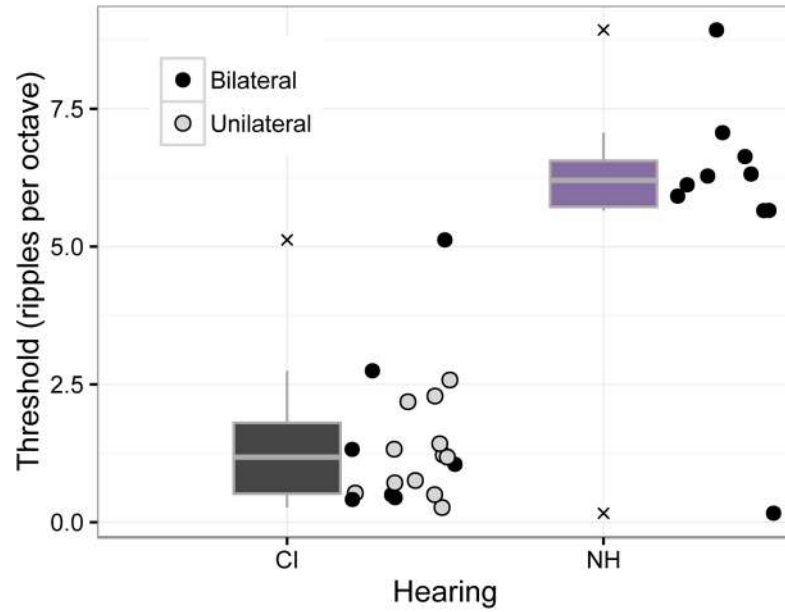 Bilateral
Unilateral
7.5
5.0
2.5
0.0
Threshold (ripples per octave)
CI
NH
Hearing